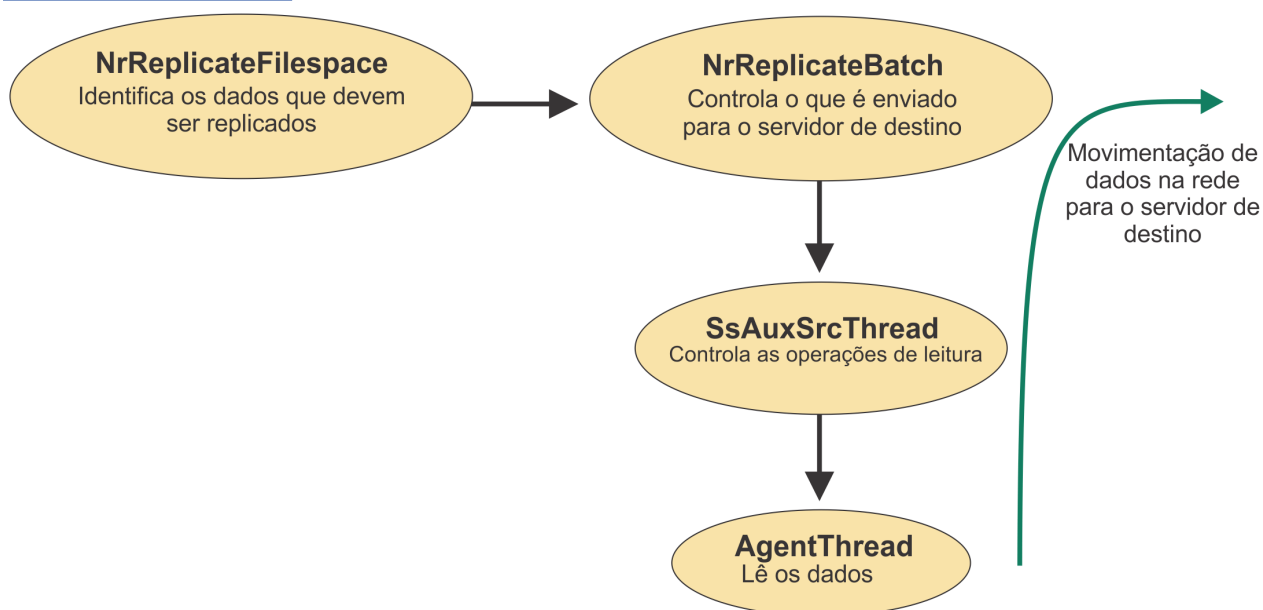 NrReplicateFilespace
Identifica os dados que devem
ser replicados
NrReplicateBatch
Controla o que é enviado
para o servidor de destino
Movimentação de
dados na rede
para o servidor de
destino
SsAuxSrcThread
Controla as operações de leitura
AgentThread
Lê os dados